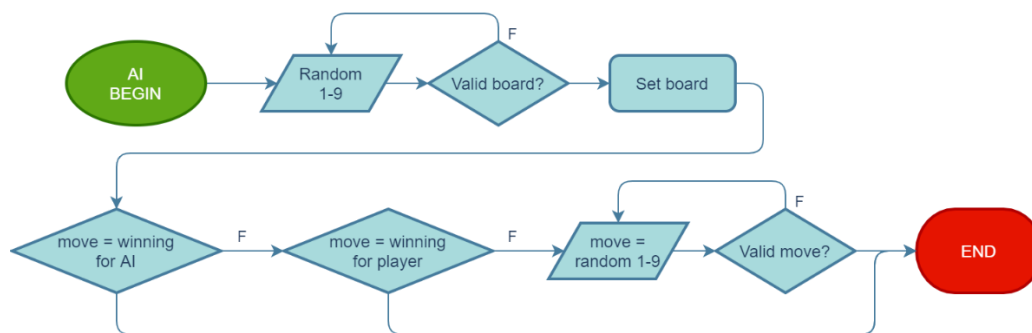 AI
BEGIN
Random
1-9
F
Valid board?
Set board
move = winning
for AI
F
move = winning
for player
F
move =
random 1-9
F
Valid move?
END